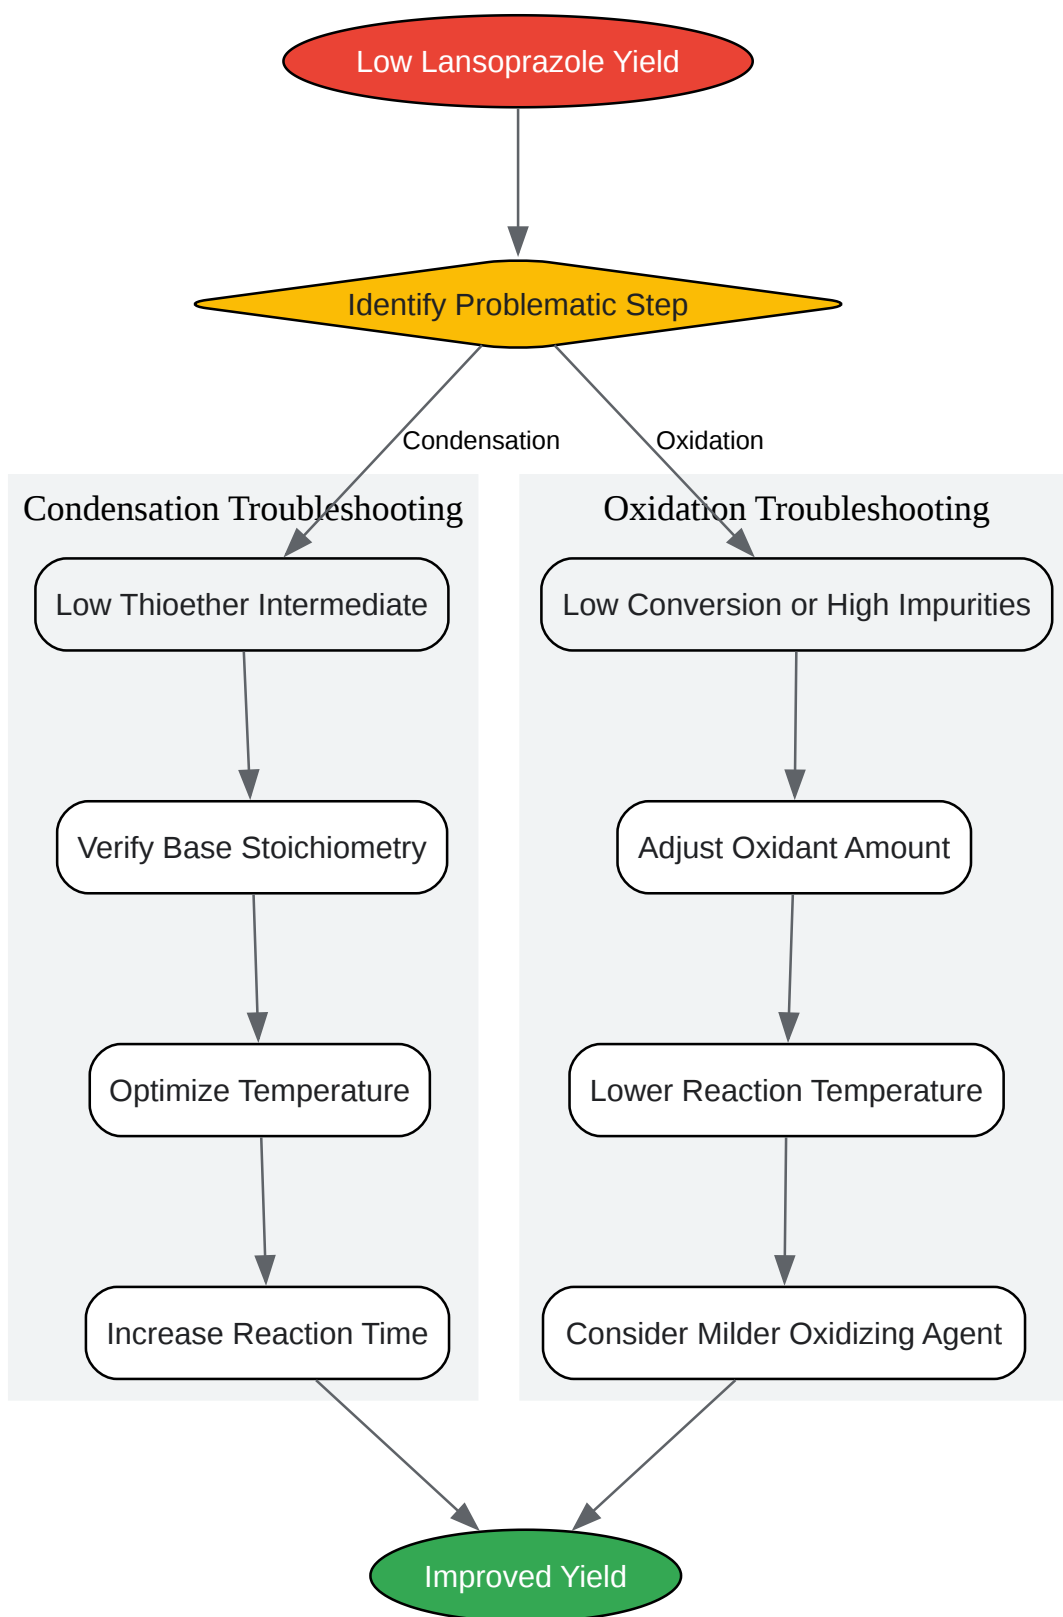 Low Lansoprazole Yield
Identify Problematic Step
Condensation
Oxidation
Condensation Troubleshooting
Low Thioether Intermediate
Verify Base Stoichiometry
Optimize Temperature
Increase Reaction Time
Oxidation Troubleshooting
Low Conversion or High Impurities
Adjust Oxidant Amount
Lower Reaction Temperature
Consider Milder Oxidizing Agent
Improved Yield